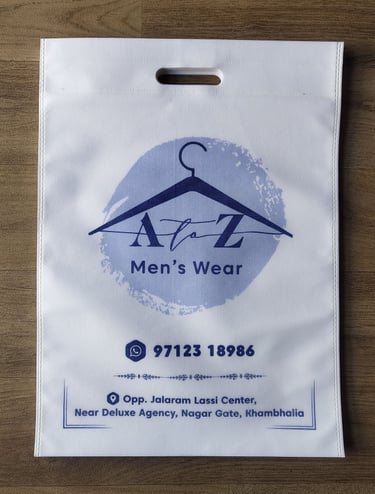 A to Z
Men's Wear
97123 18986
Opp. Jalaram Lassi Center,
Near Deluxe Agency, Nagar Gate, Khambhalia